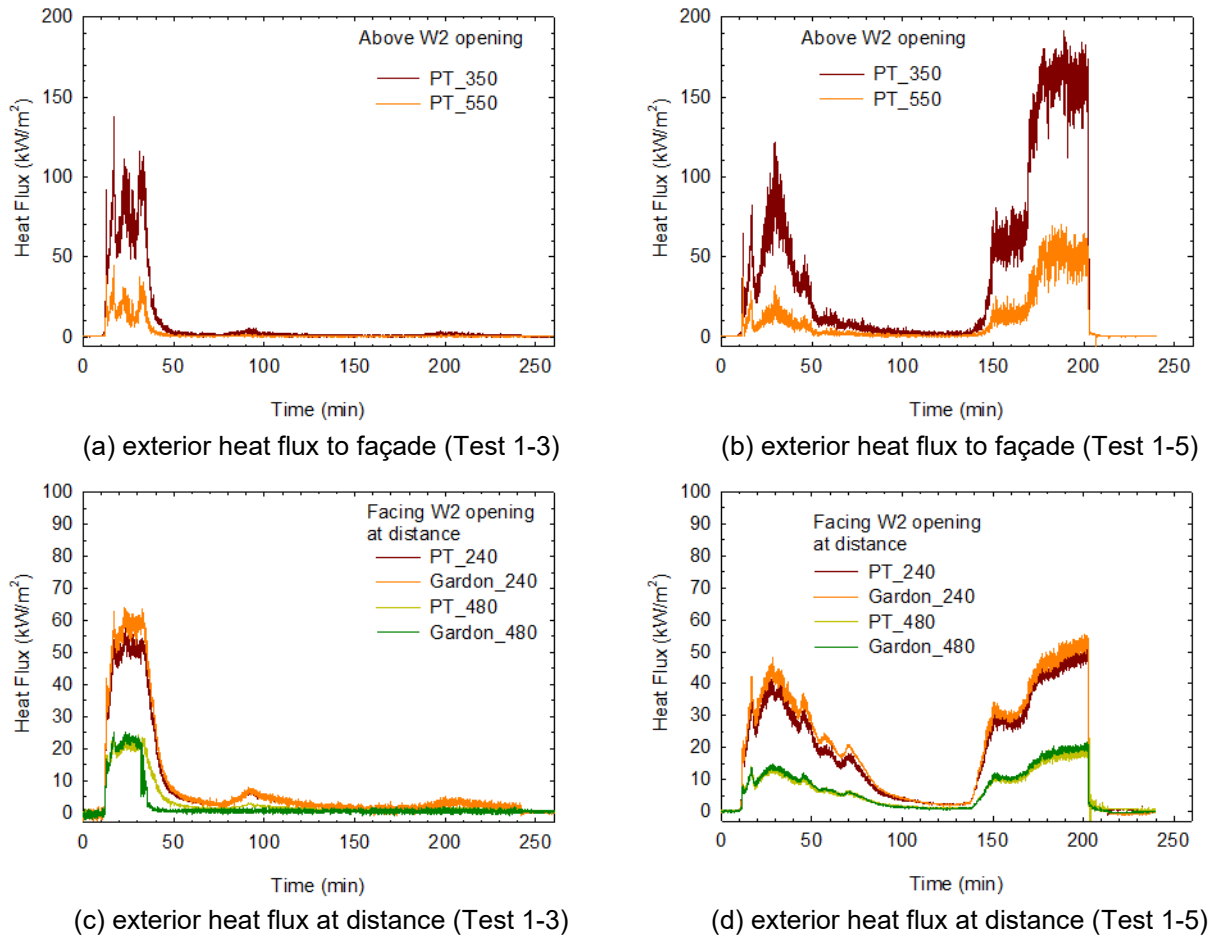 200
150
100
50
0
Heat Flux (kW/m²)
Above W2 opening
PT_350
PT_550
0 50 100 150 200 250
Time (min)
(a) exterior heat flux to façade (Test 1-3)
200
150
100
50
0
Heat Flux (kW/m²)
Above W2 opening
PT_350
PT_550
0 50 100 150 200 250
Time (min)
(b) exterior heat flux to façade (Test 1-5)
100
90
80
70
60
50
40
30
20
10
0
Heat Flux (kW/m²)
Facing W2 opening
at distance
PT_240
Gardon_240
PT_480
Gardon_480
0 50 100 150 200 250
Time (min)
(c) exterior heat flux at distance (Test 1-3)
100
90
80
70
60
50
40
30
20
10
0
Heat Flux (kW/m²)
Facing W2 opening
at distance
PT_240
Gardon_240
PT_480
Gardon_480
0 50 100 150 200 250
Time (min)
(d) exterior heat flux at distance (Test 1-5)